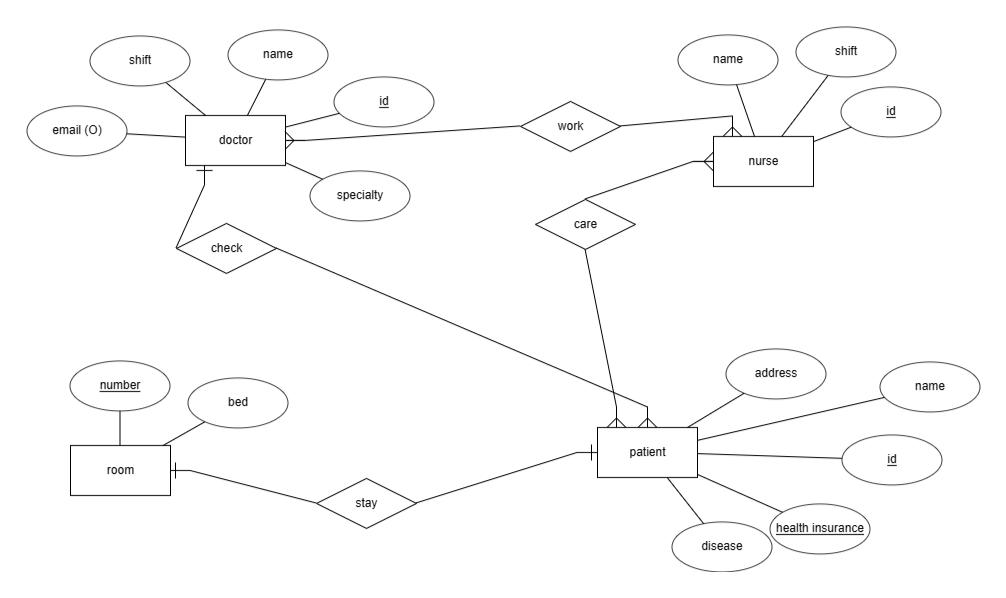 shift
name
id
email (O)
doctor
specialty
work
name
shift
id
nurse
care
check
number
bed
room
stay
patient
address
name
id
health insurance
disease